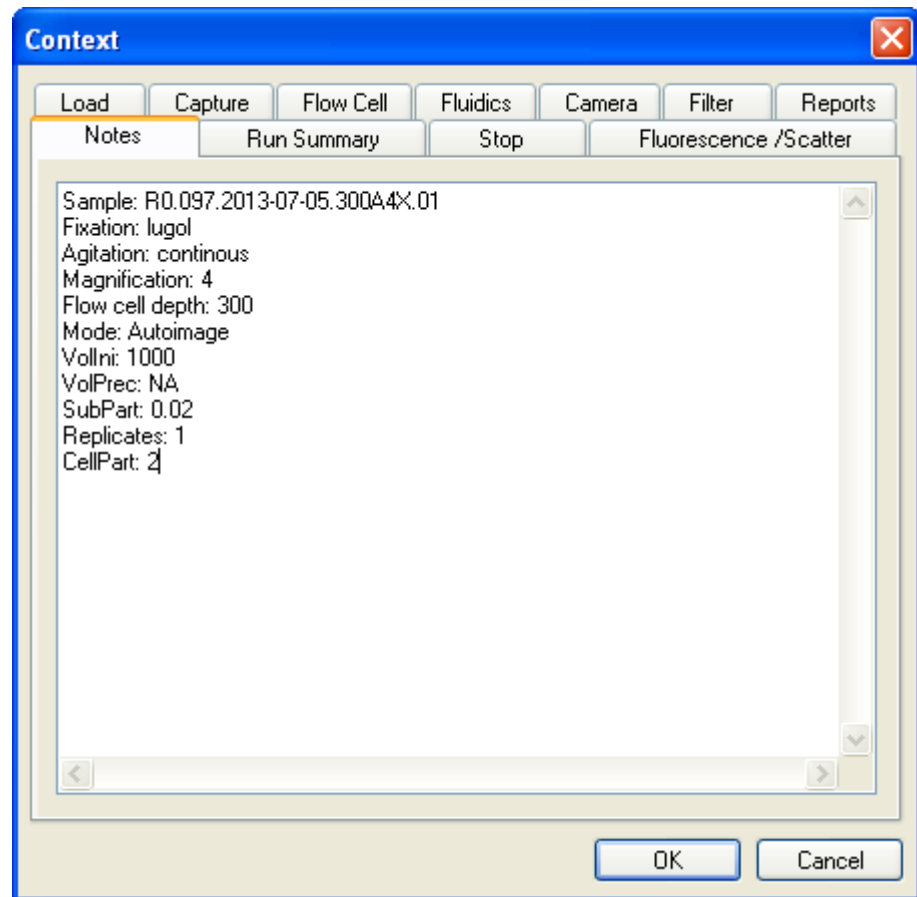 Context
Load Capture Flow Cell Fluidics Camera Filter Reports
Notes Run Summary Stop Fluorescence /Scatter
Sample: R0.097.2013-07-05.300A4X.01
Fixation: lugol
Agitation: continous
Magnification: 4
Flow cell depth: 300
Mode: Autoimage
VolIni: 1000
VolPrec: NA
SubPart: 0.02
Replicates: 1
CellPart: 2
OK Cancel